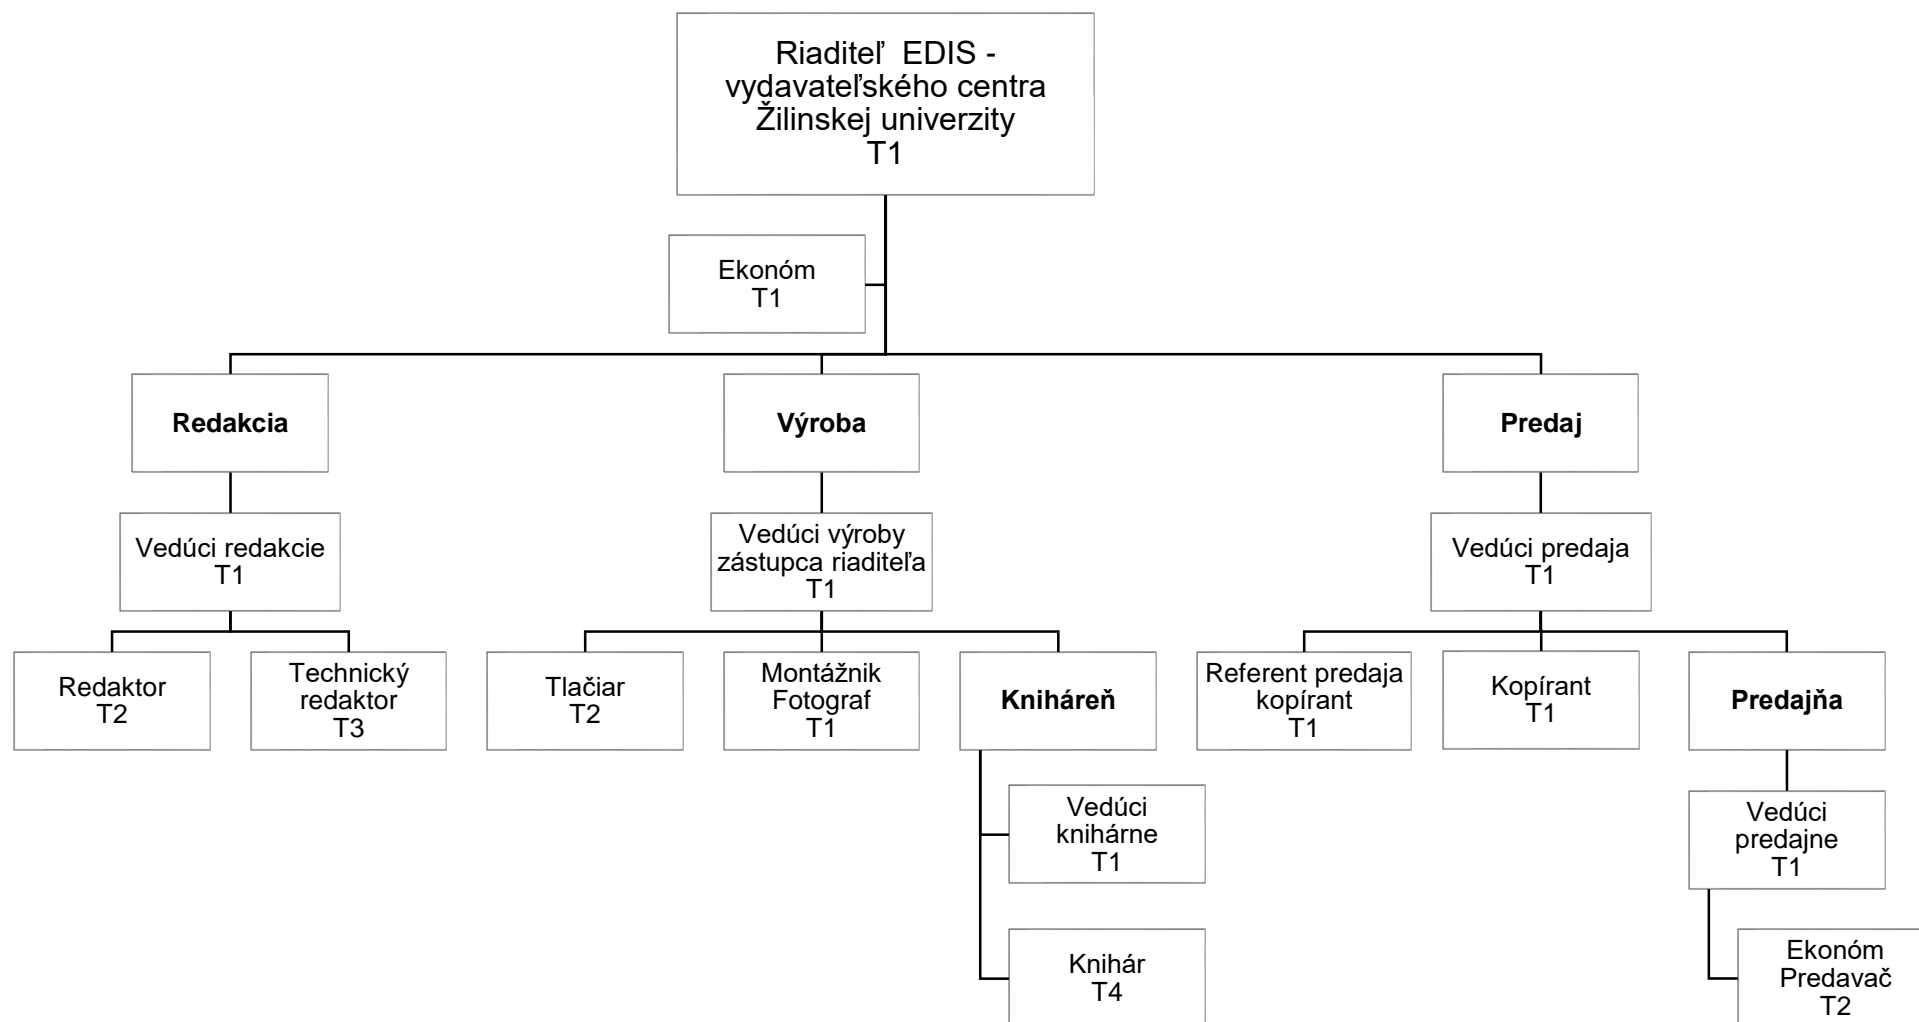 Riaditeľ  EDIS -
vydavateľského centra
Žilinskej univerzity
T1
Ekonóm
T1
Redakcia
Výroba
Predaj
Vedúci redakcie
T1
Vedúci výroby
zástupca riaditeľa
T1
Vedúci predaja
T1
Redaktor
T2
Technický
redaktor
T3
Tlačiar
T2
Montážnik
Fotograf
T1
Kniháreň
Referent predaja
kopírant
T1
Kopírant
T1
Predajňa
Vedúci
knihárne
T1
Vedúci
predajne
T1
Knihár
T4
Ekonóm
Predavač
T2